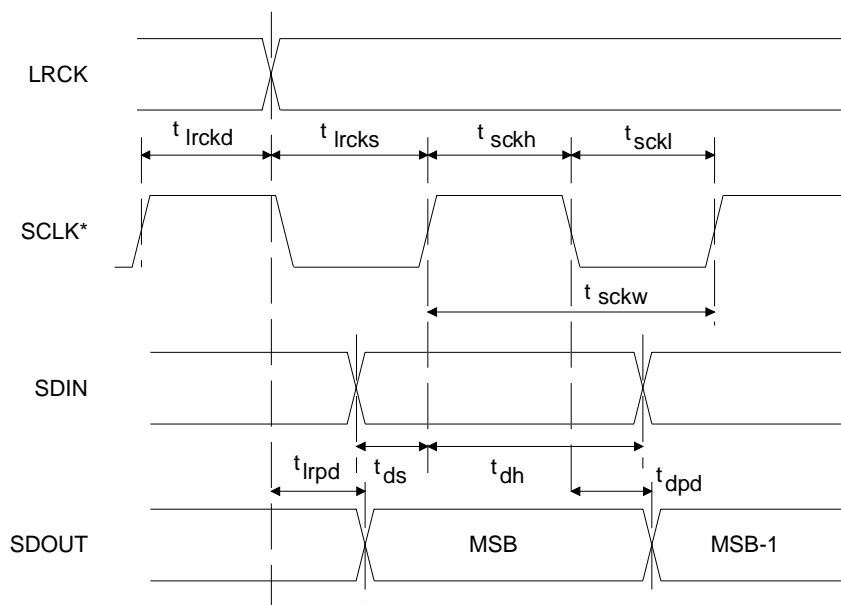 LRCK
t lrckd
t lrcks
t sckh
t sckl
SCLK*
t sckw
SDIN
t lrpd
t ds
t dh
t dpd
SDOUT
MSB
MSB-1